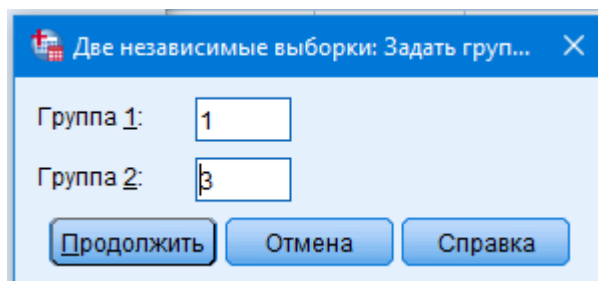 Две независимые выборки: Задать груп...
Группа 1: 1
Группа 2: 3
Продолжить Отмена Справка